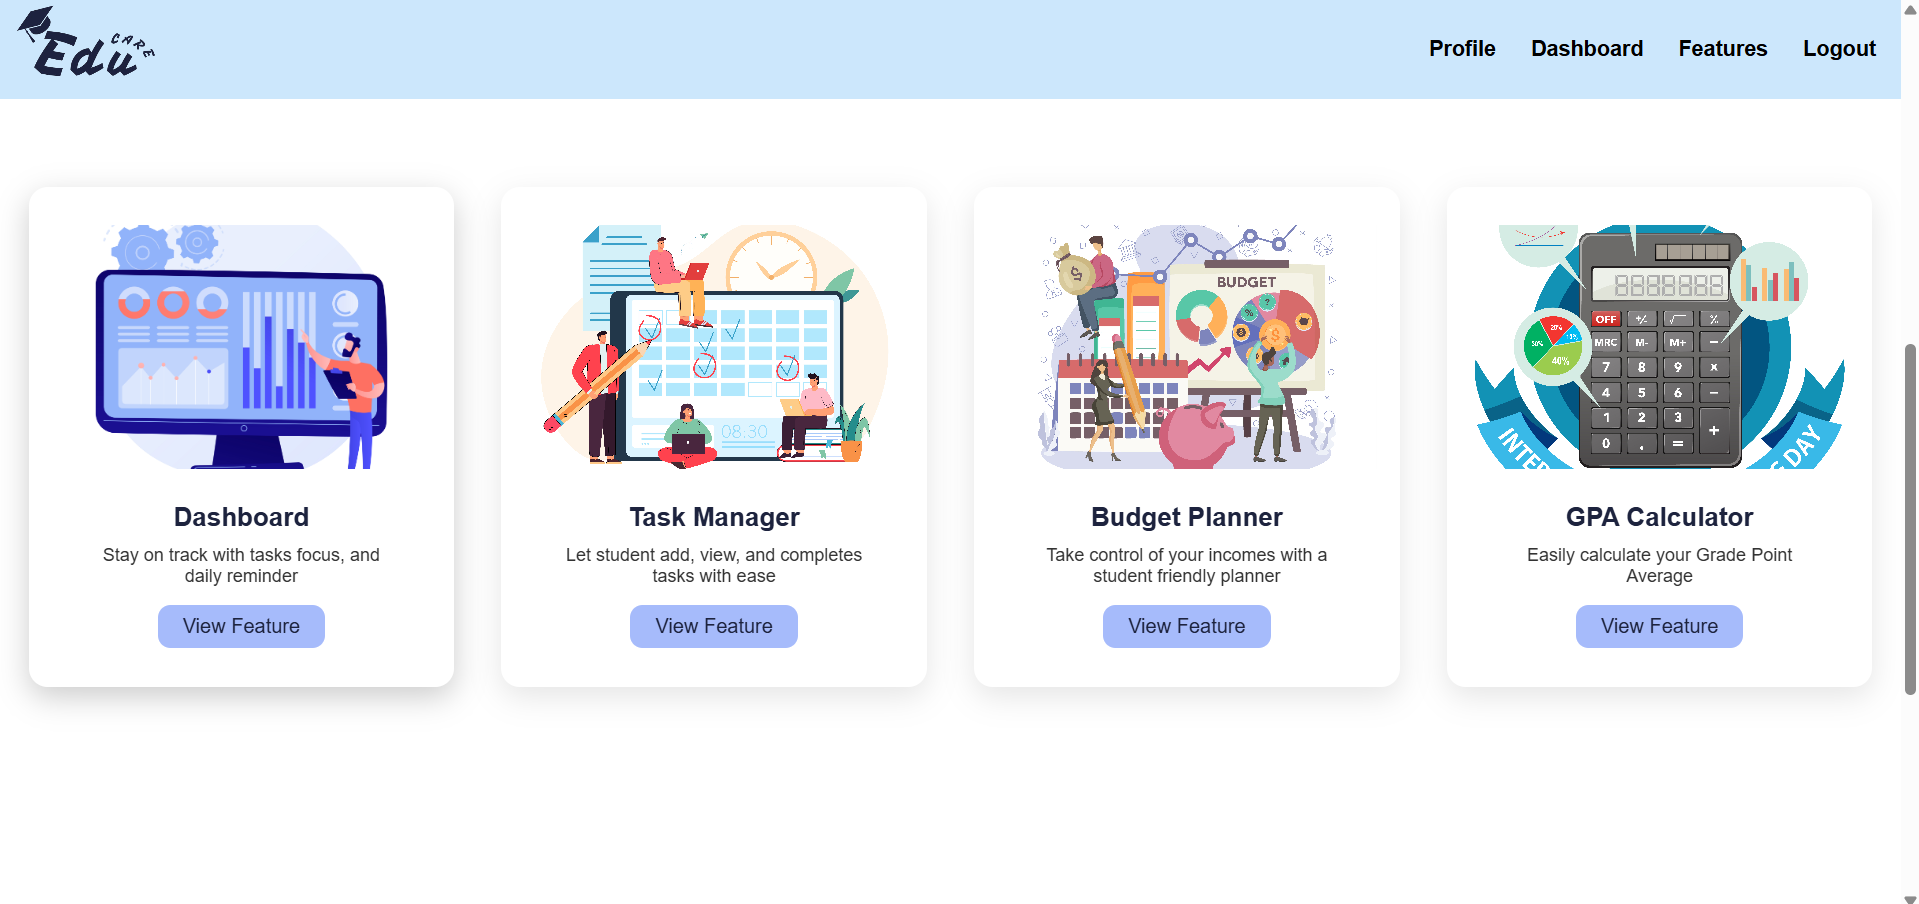 Edu CARE
Profile Dashboard Features Logout
BUDGET
$
08:30
OFF +/- √ %
MRC M- M+ −
7 8 9 x
4 5 6 −
1 2 3 +
0 . =
20%
30%
40%
INTER
DAY
Dashboard
Stay on track with tasks focus, and
daily reminder
View Feature
Task Manager
Let student add, view, and completes
tasks with ease
View Feature
Budget Planner
Take control of your incomes with a
student friendly planner
View Feature
GPA Calculator
Easily calculate your Grade Point
Average
View Feature